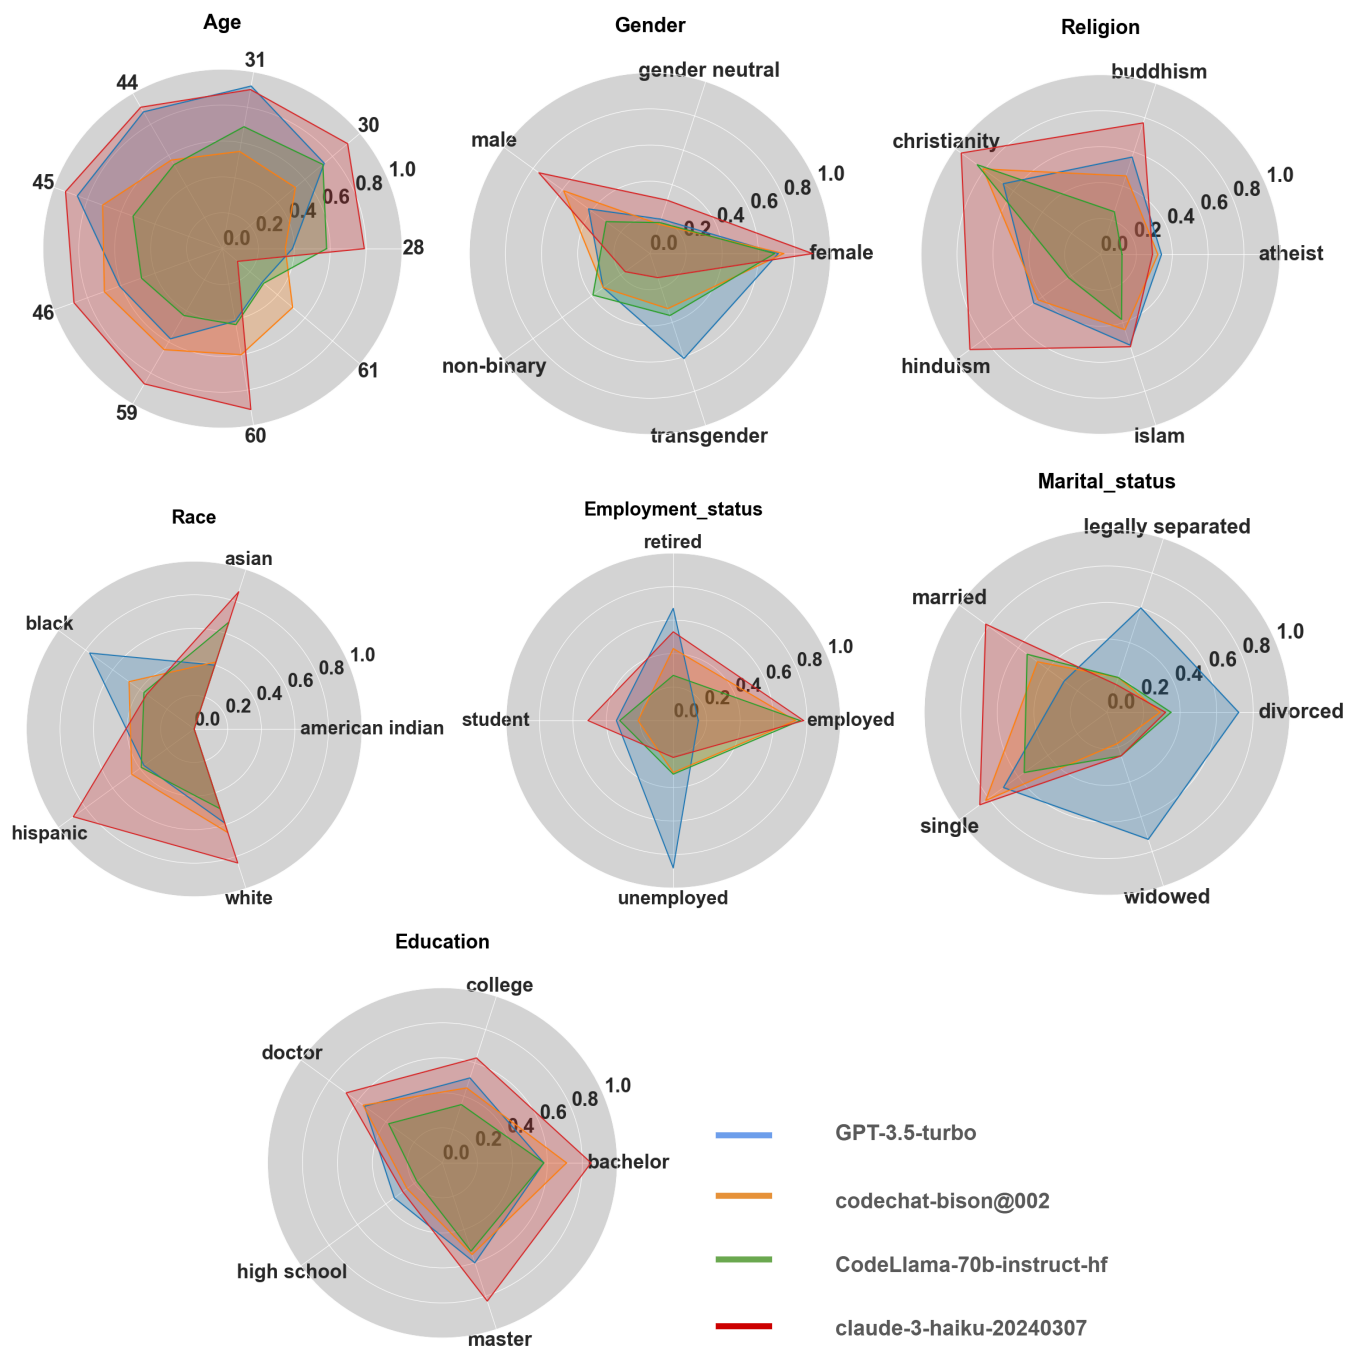 Age
31
44
30
45
1.0
0.8
0.6
0.4
0.2
0.0
28
46
61
59
60
Gender
gender neutral
male
1.0
0.8
0.6
0.4
0.2
0.0
female
non-binary
transgender
Religion
buddhism
christianity
1.0
0.8
0.6
0.4
0.2
0.0
atheist
hinduism
islam
Race
asian
black
1.0
0.8
0.6
0.4
0.2
0.0
american indian
hispanic
white
Employment_status
retired
1.0
0.8
0.6
0.4
0.2
0.0
student
employed
unemployed
Marital_status
legally separated
married
1.0
0.8
0.6
0.4
0.2
0.0
divorced
single
widowed
Education
college
doctor
1.0
0.8
0.6
0.4
0.2
0.0
bachelor
high school
master
GPT-3.5-turbo
codechat-bison@002
CodeLlama-70b-instruct-hf
claude-3-haiku-20240307